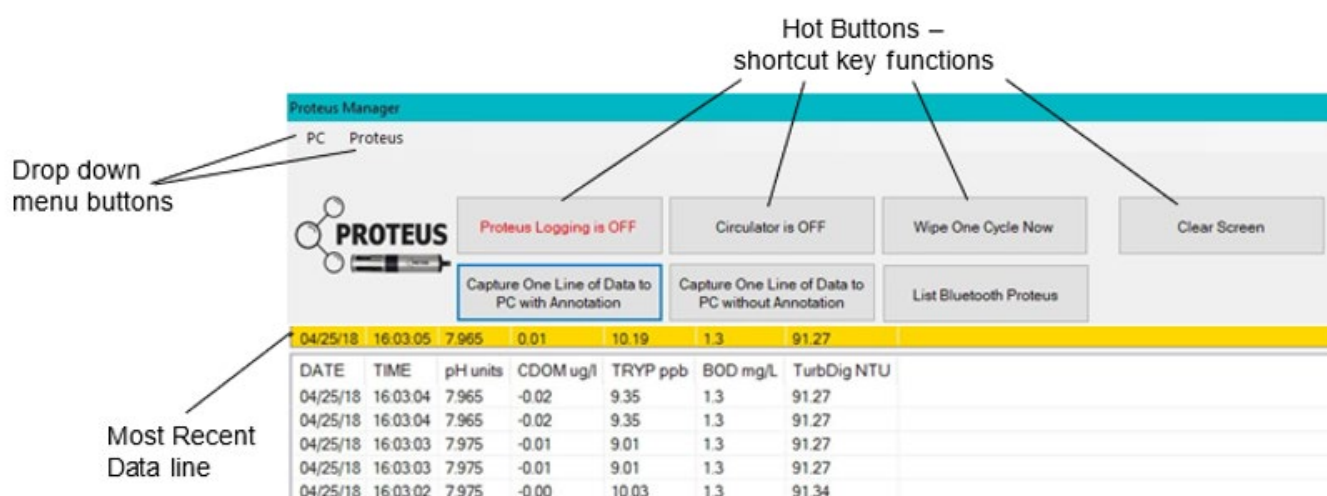 Hot Buttons –
shortcut key functions
Proteus Manager
PC Proteus
Drop down
menu buttons
PROTEUS
Proteus Logging is OFF
Circulator is OFF
Wipe One Cycle Now
Clear Screen
Capture One Line of Data to
PC with Annotation
Capture One Line of Data to
PC without Annotation
List Bluetooth Proteus
04/25/18 16:03:05 7.965 0.01 10.19 1.3 91.27
DATE TIME pH units CDOM ug/l TRYP ppb BOD mg/L TurbDig NTU
04/25/18 16:03:04 7.965 -0.02 9.35 1.3 91.27
04/25/18 16:03:04 7.965 -0.02 9.35 1.3 91.27
04/25/18 16:03:03 7.975 -0.01 9.01 1.3 91.27
04/25/18 16:03:03 7.975 -0.01 9.01 1.3 91.27
04/25/18 16:03:02 7.975 -0.00 10.03 1.3 91.34
Most Recent
Data line